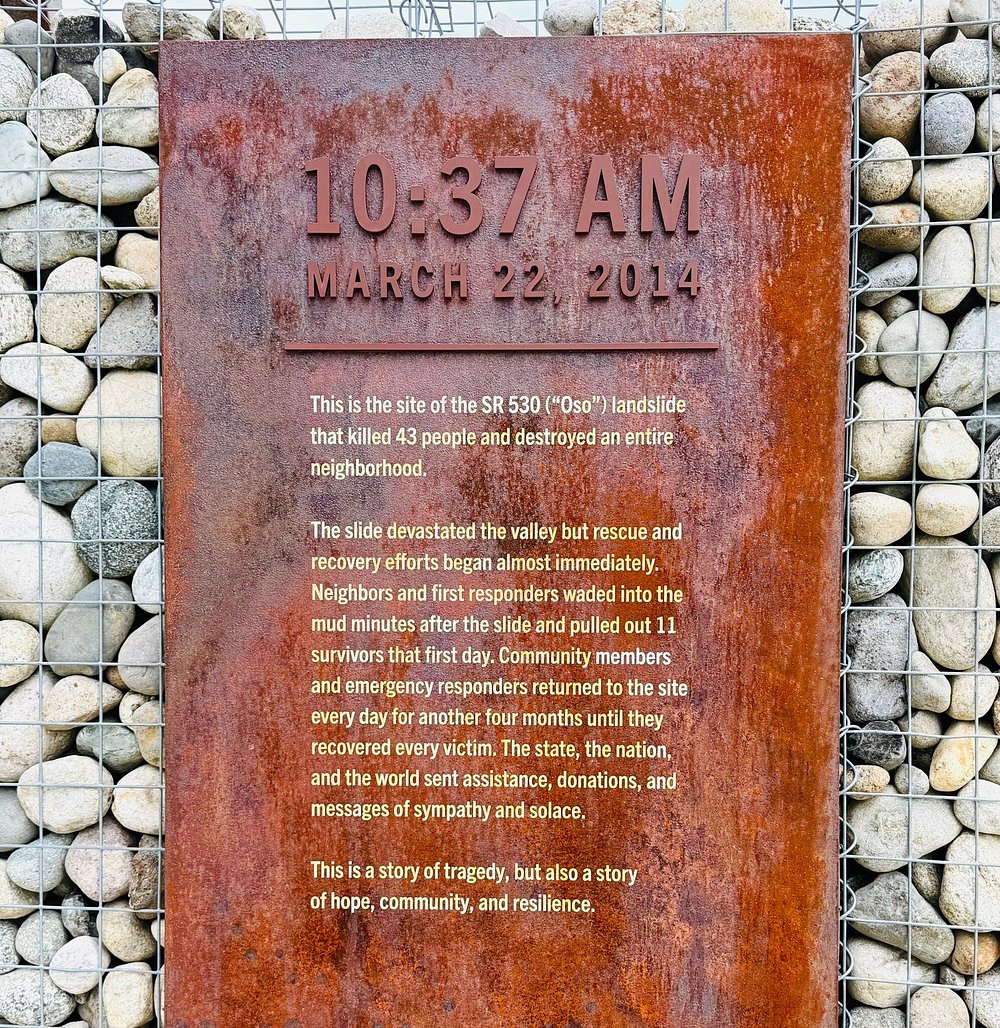 10:37 AM
MARCH 22, 2014
This is the site of the SR 530 (“Oso”) landslide
that killed 43 people and destroyed an entire
neighborhood.
The slide devastated the valley but rescue and
recovery efforts began almost immediately.
Neighbors and first responders waded into the
mud minutes after the slide and pulled out 11
survivors that first day. Community members
and emergency responders returned to the site
every day for another four months until they
recovered every victim. The state, the nation,
and the world sent assistance, donations, and
messages of sympathy and solace.
This is a story of tragedy, but also a story
of hope, community, and resilience.